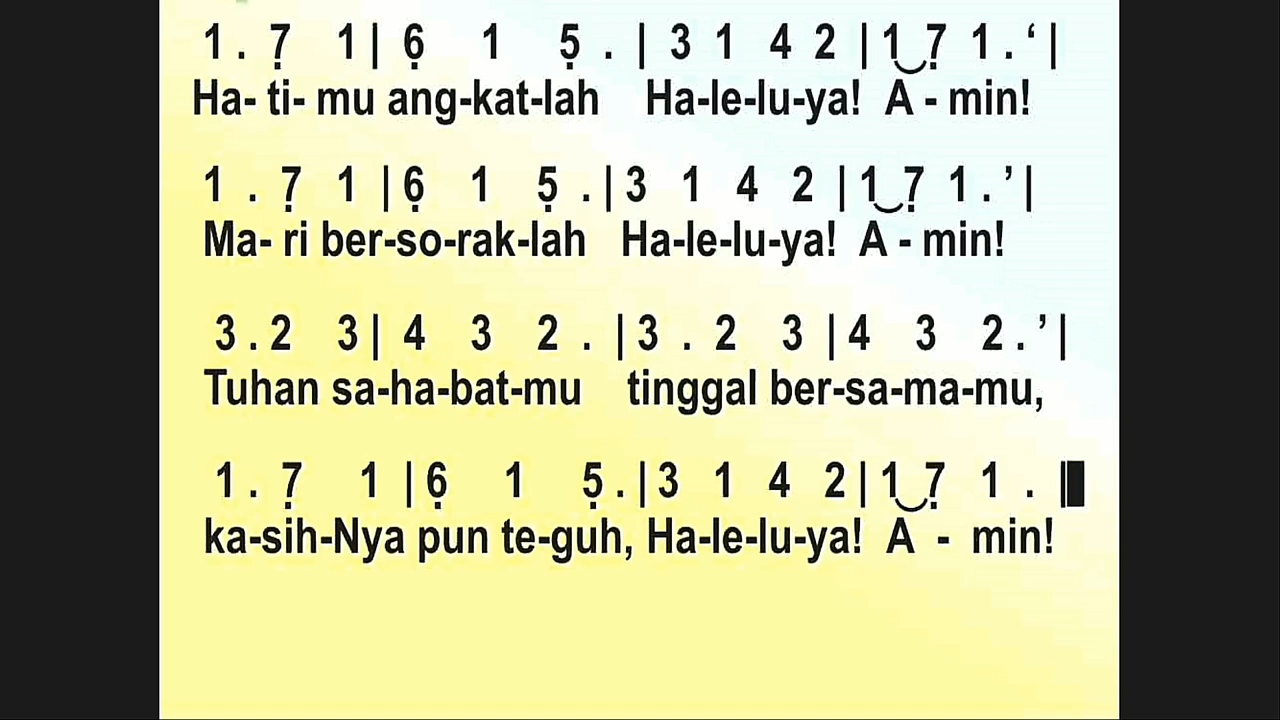 1 . 7̣ 1 | 6̣ 1 5̣ . | 3 1 4 2 | 1‿7̣ 1 . ‘ |
Ha- ti- mu ang-kat-lah Ha-le-lu-ya! A - min!
1 . 7̣ 1 | 6̣ 1 5̣ . | 3 1 4 2 | 1‿7̣ 1 . ’ |
Ma- ri ber-so-rak-lah Ha-le-lu-ya! A - min!
3 . 2 3 | 4 3 2 . | 3 . 2 3 | 4 3 2 . ’ |
Tuhan sa-ha-bat-mu tinggal ber-sa-ma-mu,
1 . 7̣ 1 | 6̣ 1 5̣ . | 3 1 4 2 | 1‿7̣ 1 . |
ka-sih-Nya pun te-guh, Ha-le-lu-ya! A - min!